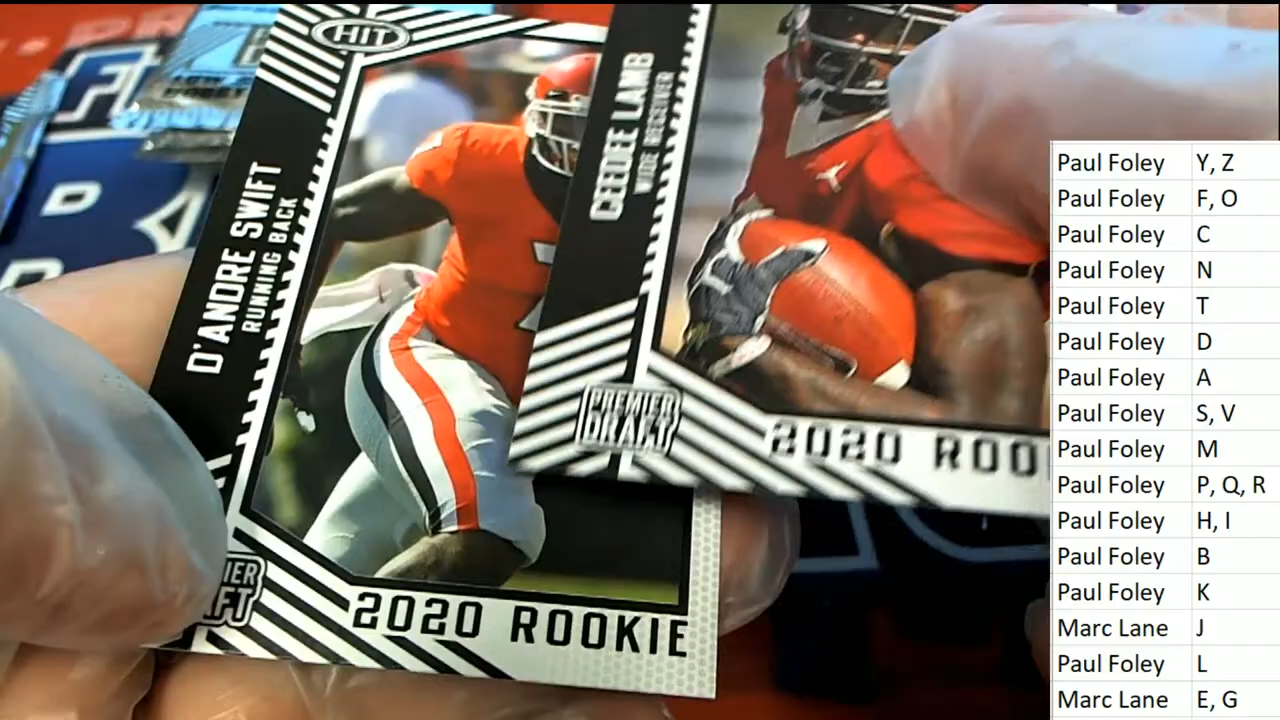 HIT
D'ANDRE SWIFT
RUNNING BACK
2020 ROOKIE
CEEDEE LAMB
WIDE RECEIVER
PREMIER
DRAFT
2020 ROO
Paul Foley Y, Z
Paul Foley F, O
Paul Foley C
Paul Foley N
Paul Foley T
Paul Foley D
Paul Foley A
Paul Foley S, V
Paul Foley M
Paul Foley P, Q, R
Paul Foley H, I
Paul Foley B
Paul Foley K
Marc Lane J
Paul Foley L
Marc Lane E, G